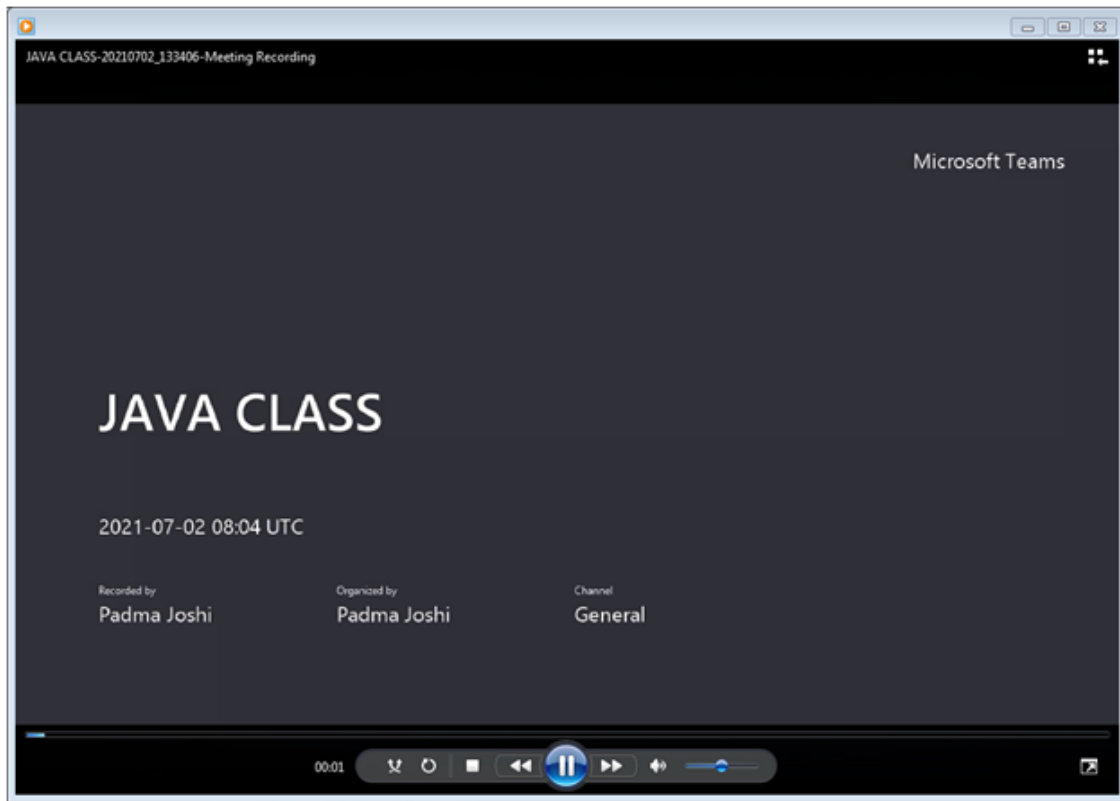 JAVA CLASS-20210702_133406-Meeting Recording
Microsoft Teams
JAVA CLASS
2021-07-02 08:04 UTC
Recorded by Organized by Channel
Padma Joshi Padma Joshi General
00:01